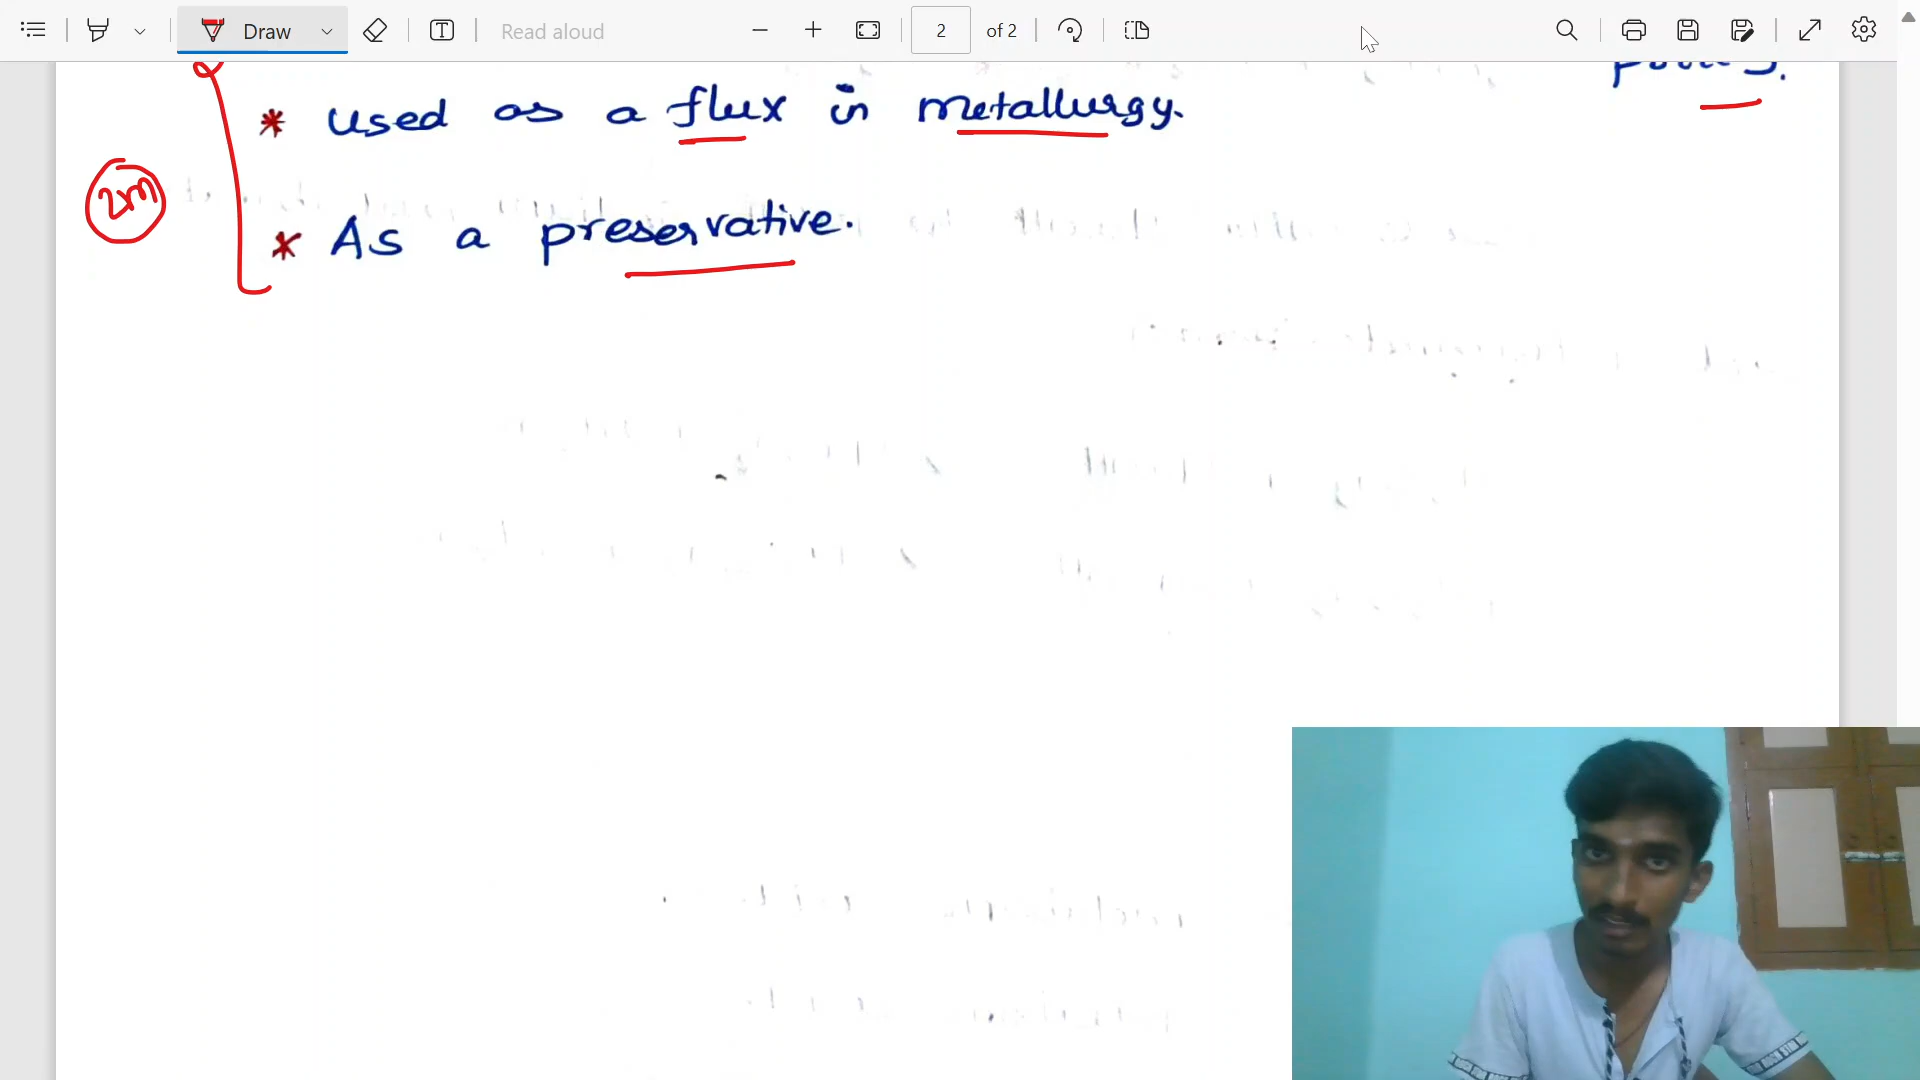 Draw
Read aloud
2 of 2
* used as a flux in metallurgy.
2M
* As a preservative.